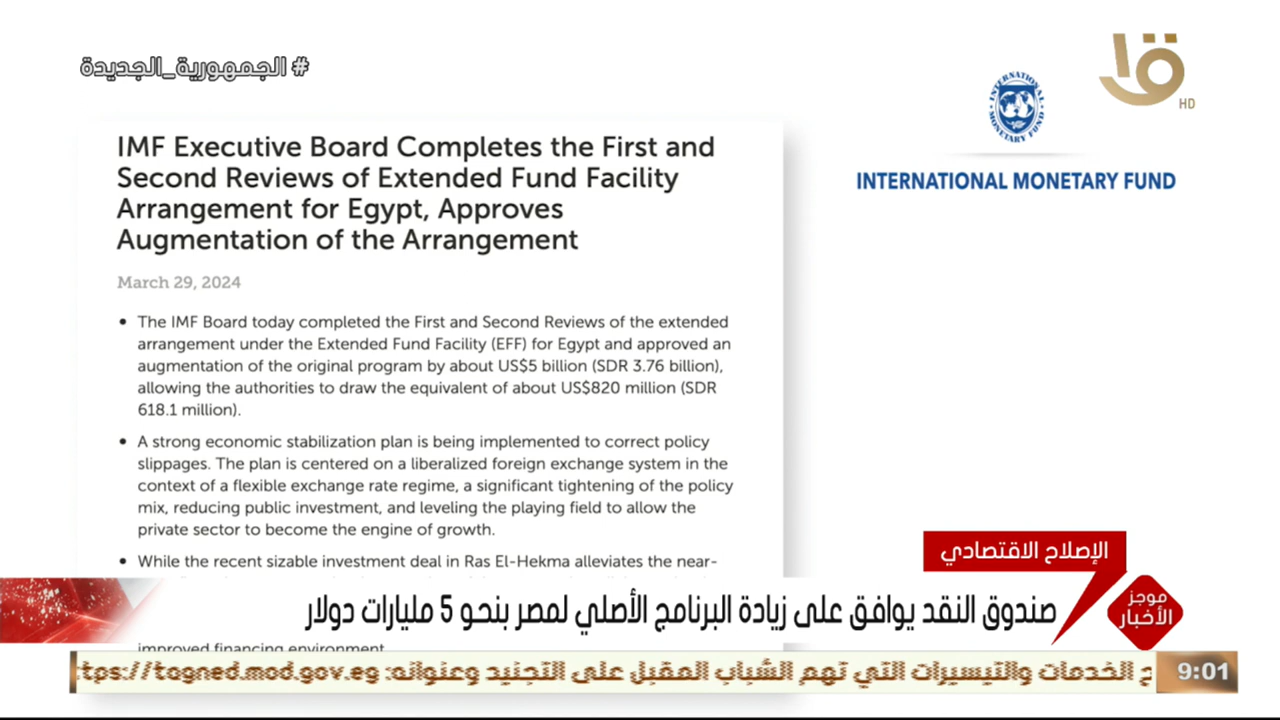 # الجمهورية_الجديدة
HD
INTERNATIONAL MONETARY FUND
INTERNATIONAL MONETARY FUND
IMF Executive Board Completes the First and
Second Reviews of Extended Fund Facility
Arrangement for Egypt, Approves
Augmentation of the Arrangement
March 29, 2024
• The IMF Board today completed the First and Second Reviews of the extended
arrangement under the Extended Fund Facility (EFF) for Egypt and approved an
augmentation of the original program by about US$5 billion (SDR 3.76 billion),
allowing the authorities to draw the equivalent of about US$820 million (SDR
618.1 million).
• A strong economic stabilization plan is being implemented to correct policy
slippages. The plan is centered on a liberalized foreign exchange system in the
context of a flexible exchange rate regime, a significant tightening of the policy
mix, reducing public investment, and leveling the playing field to allow the
private sector to become the engine of growth.
• While the recent sizable investment deal in Ras El-Hekma alleviates the near-
improved financing environment
الإصلاح الاقتصادي
موجز
الأخبار
صندوق النقد يوافق على زيادة البرنامج الأصلي لمصر بنحو 5 مليارات دولار
الخدمات والتيسيرات التي تهم الشباب المقبل على التجنيد وعنوانه: tps://tagned.mod.gov.eg
9:01